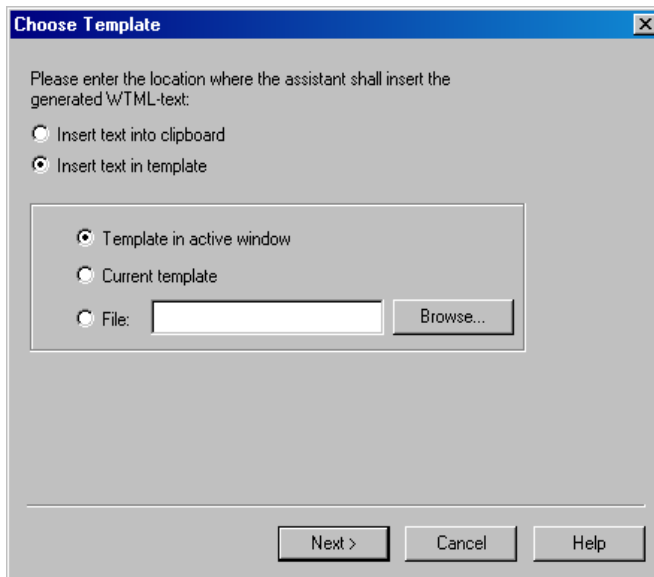 Choose Template
Please enter the location where the assistant shall insert the
generated WTML-text:
Insert text into clipboard
Insert text in template
Template in active window
Current template
File:
Browse...
Next >
Cancel
Help